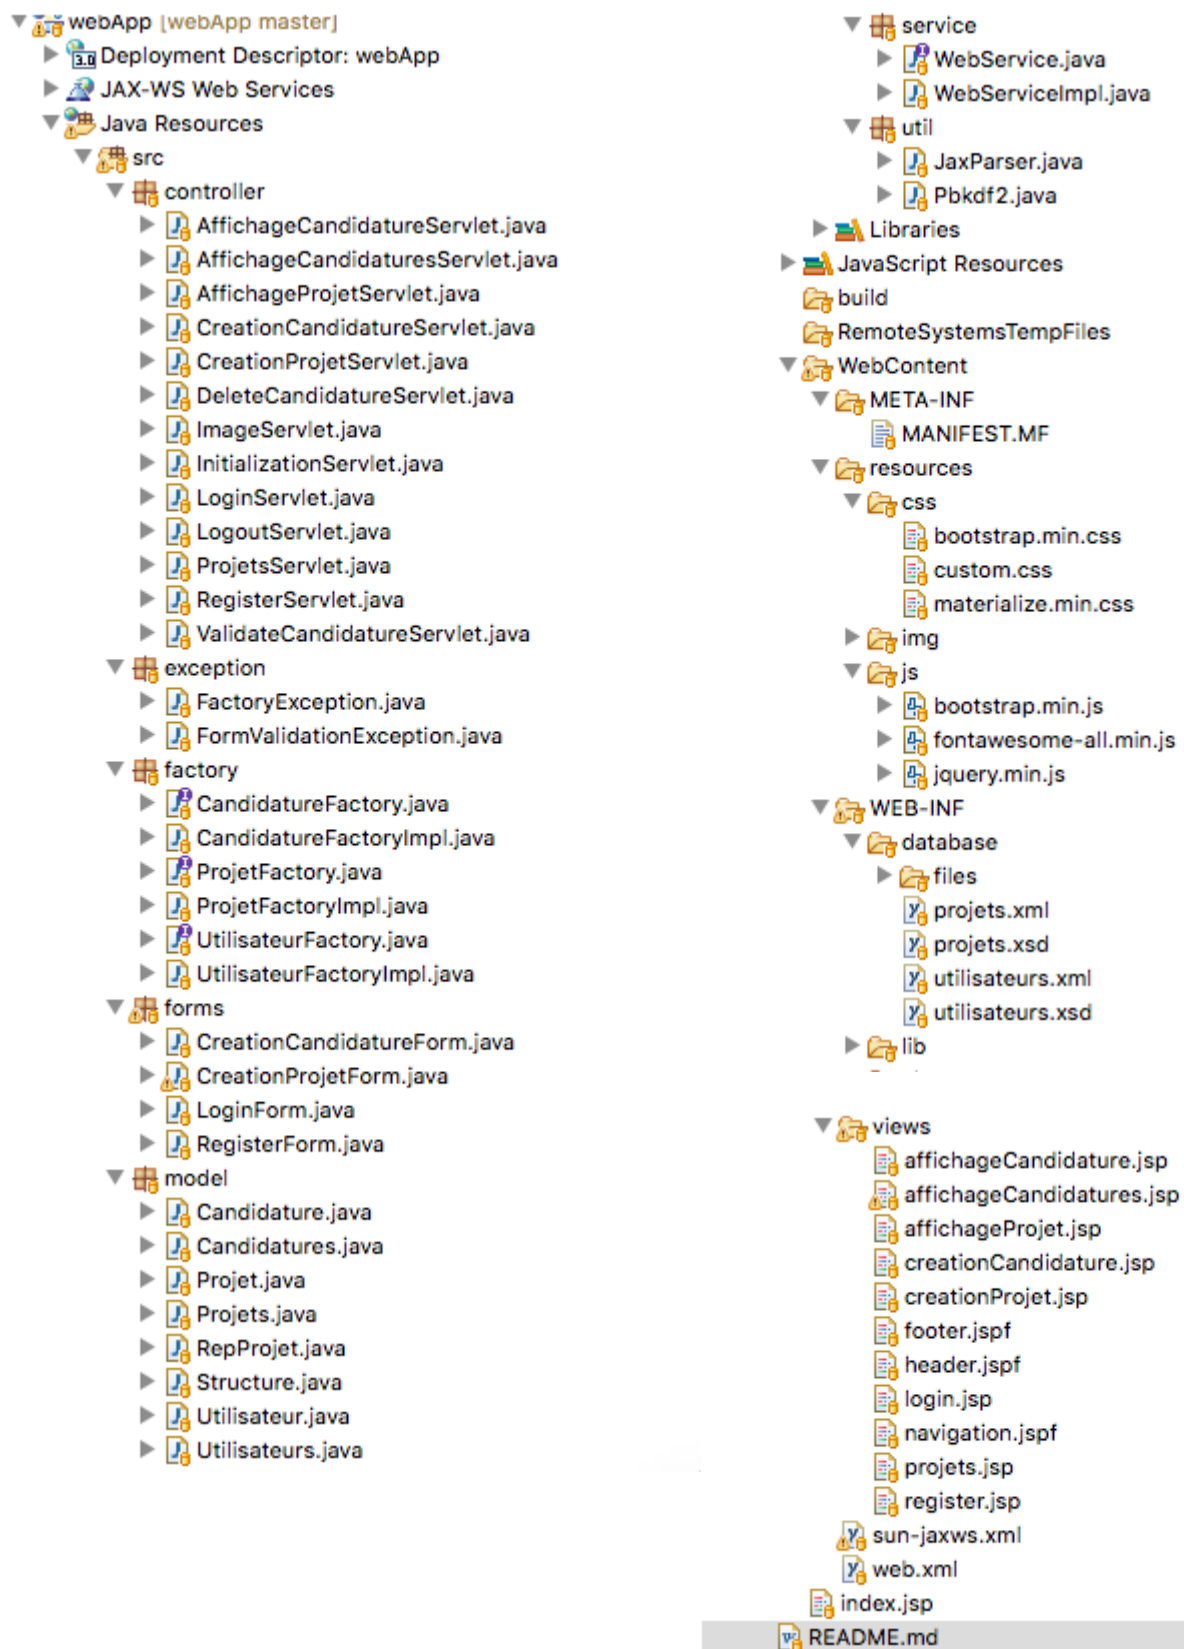 webApp [webApp master]
3.0 Deployment Descriptor: webApp
JAX-WS Web Services
Java Resources
src
controller
AffichageCandidatureServlet.java
AffichageCandidaturesServlet.java
AffichageProjetServlet.java
CreationCandidatureServlet.java
CreationProjetServlet.java
DeleteCandidatureServlet.java
ImageServlet.java
InitializationServlet.java
LoginServlet.java
LogoutServlet.java
ProjetsServlet.java
RegisterServlet.java
ValidateCandidatureServlet.java
exception
FactoryException.java
FormValidationException.java
factory
CandidatureFactory.java
CandidatureFactoryImpl.java
ProjetFactory.java
ProjetFactoryImpl.java
UtilisateurFactory.java
UtilisateurFactoryImpl.java
forms
CreationCandidatureForm.java
CreationProjetForm.java
LoginForm.java
RegisterForm.java
model
Candidature.java
Candidatures.java
Projet.java
Projets.java
RepProjet.java
Structure.java
Utilisateur.java
Utilisateurs.java
service
WebService.java
WebServiceImpl.java
util
JaxParser.java
Pbkdf2.java
Libraries
JavaScript Resources
build
RemoteSystemsTempFiles
WebContent
META-INF
MANIFEST.MF
resources
css
bootstrap.min.css
custom.css
materialize.min.css
img
js
bootstrap.min.js
fontawesome-all.min.js
jquery.min.js
WEB-INF
database
files
projets.xml
projets.xsd
utilisateurs.xml
utilisateurs.xsd
lib
views
affichageCandidature.jsp
affichageCandidatures.jsp
affichageProjet.jsp
creationCandidature.jsp
creationProjet.jsp
footer.jspf
header.jspf
login.jsp
navigation.jspf
projets.jsp
register.jsp
sun-jaxws.xml
web.xml
index.jsp
README.md